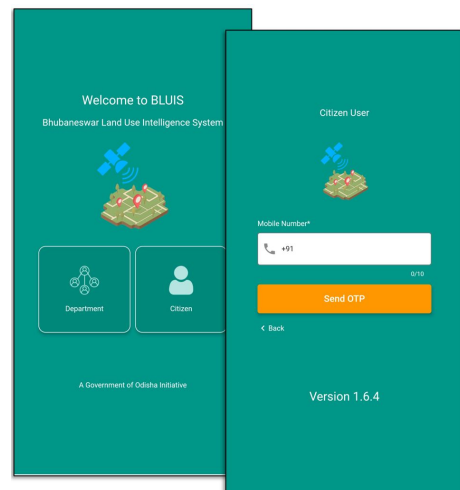 Welcome to BLUIS
Bhubaneswar Land Use Intelligence System
Department
Citizen
A Government of Odisha Initiative
Citizen User
Mobile Number*
+91
0/10
Send OTP
< Back
Version 1.6.4